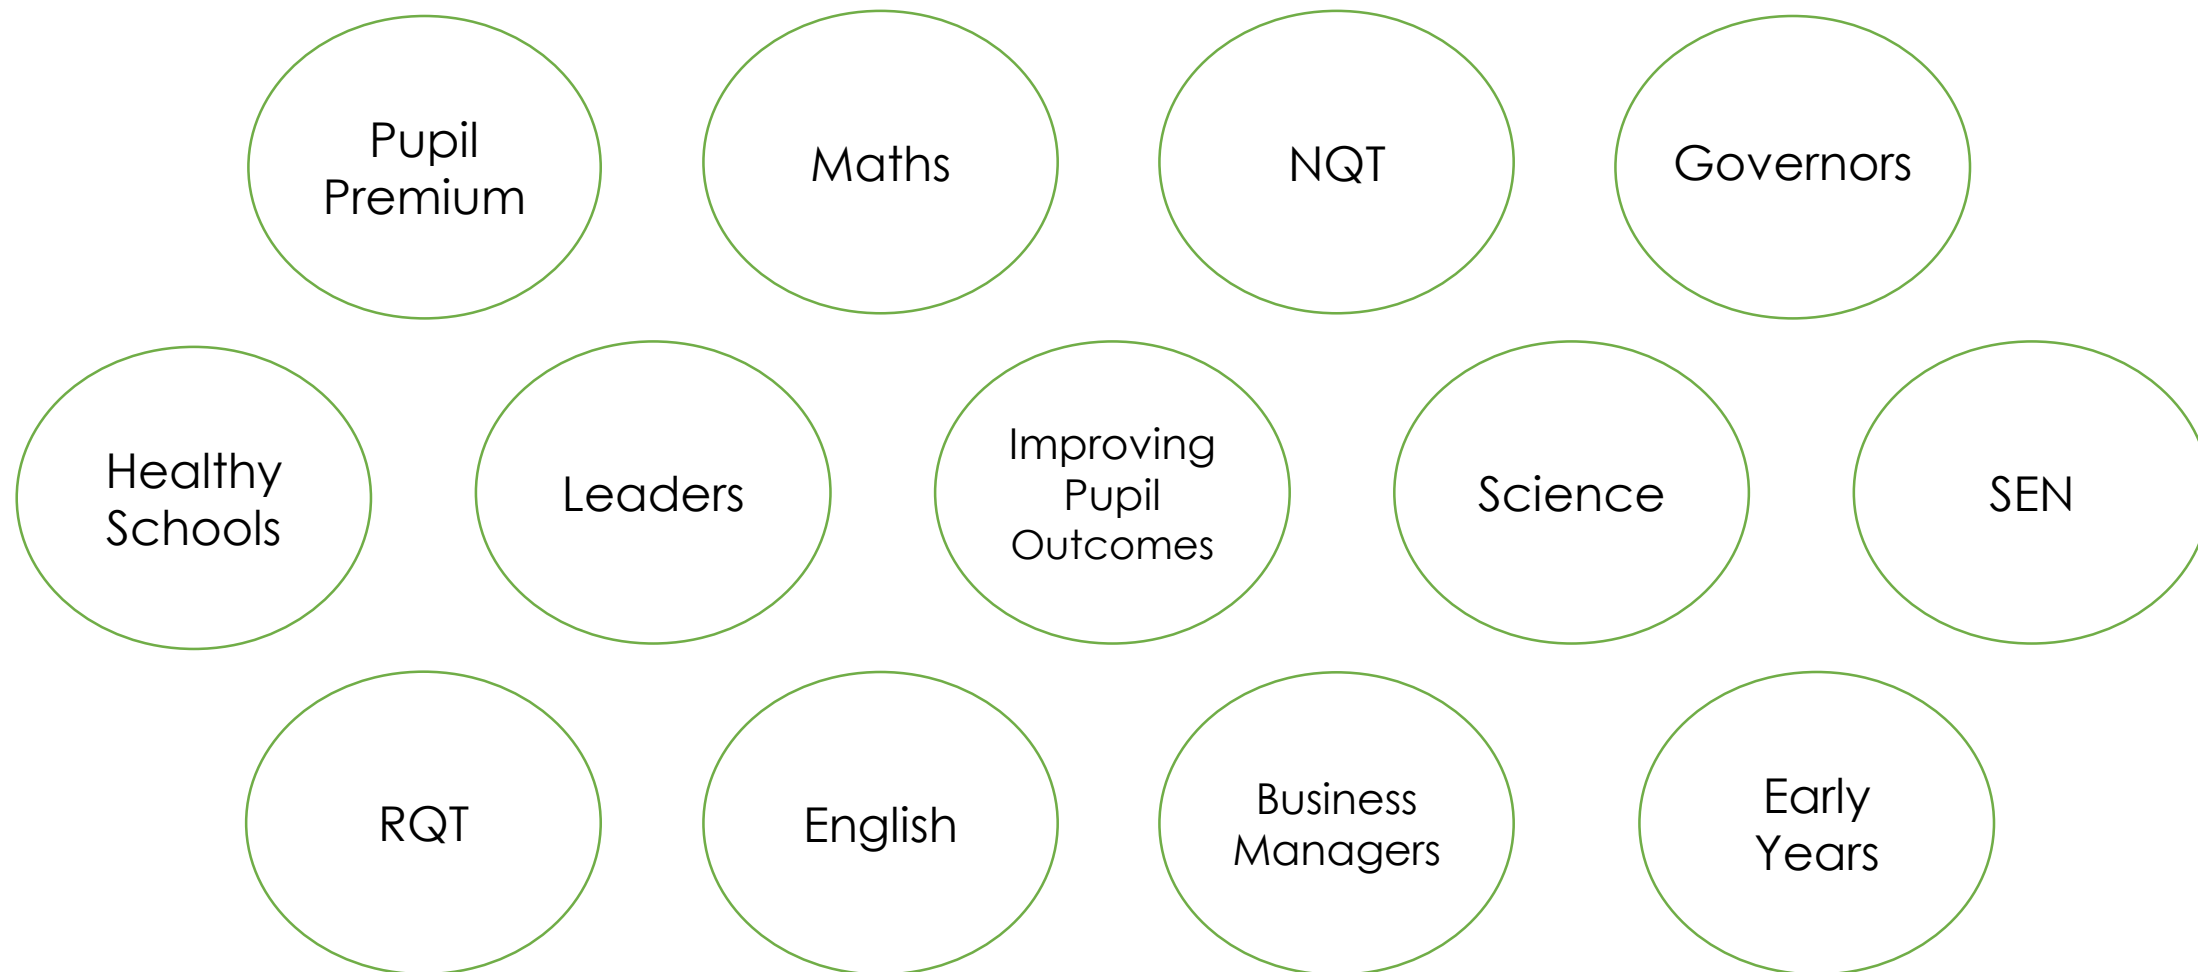 Pupil
Premium
Maths
NQT
Governors
Healthy
Schools
Leaders
Improving
Pupil
Outcomes
Science
SEN
RQT
English
Business
Managers
Early
Years